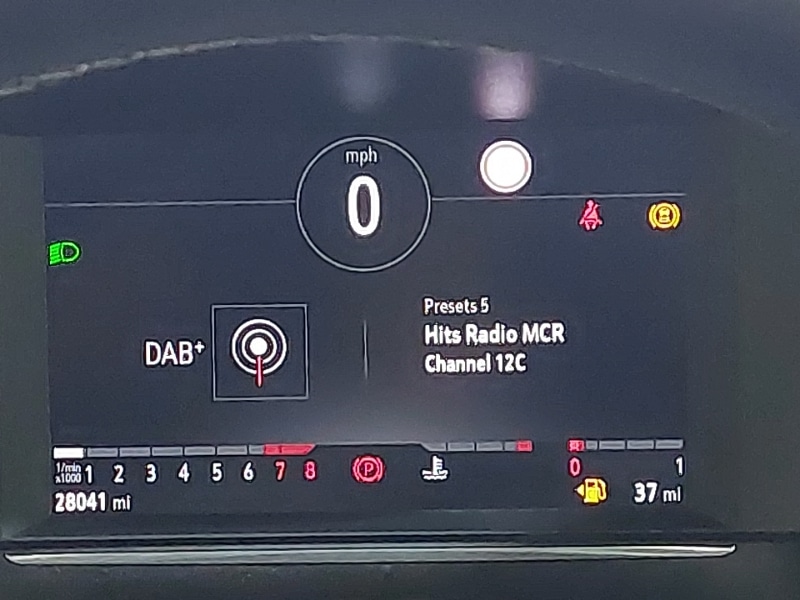 mph
0
DAB+
Presets 5
Hits Radio MCR
Channel 12C
1/min
x1000
1 2 3 4 5 6 7 8
P
0 1
28041 mi
37 mi